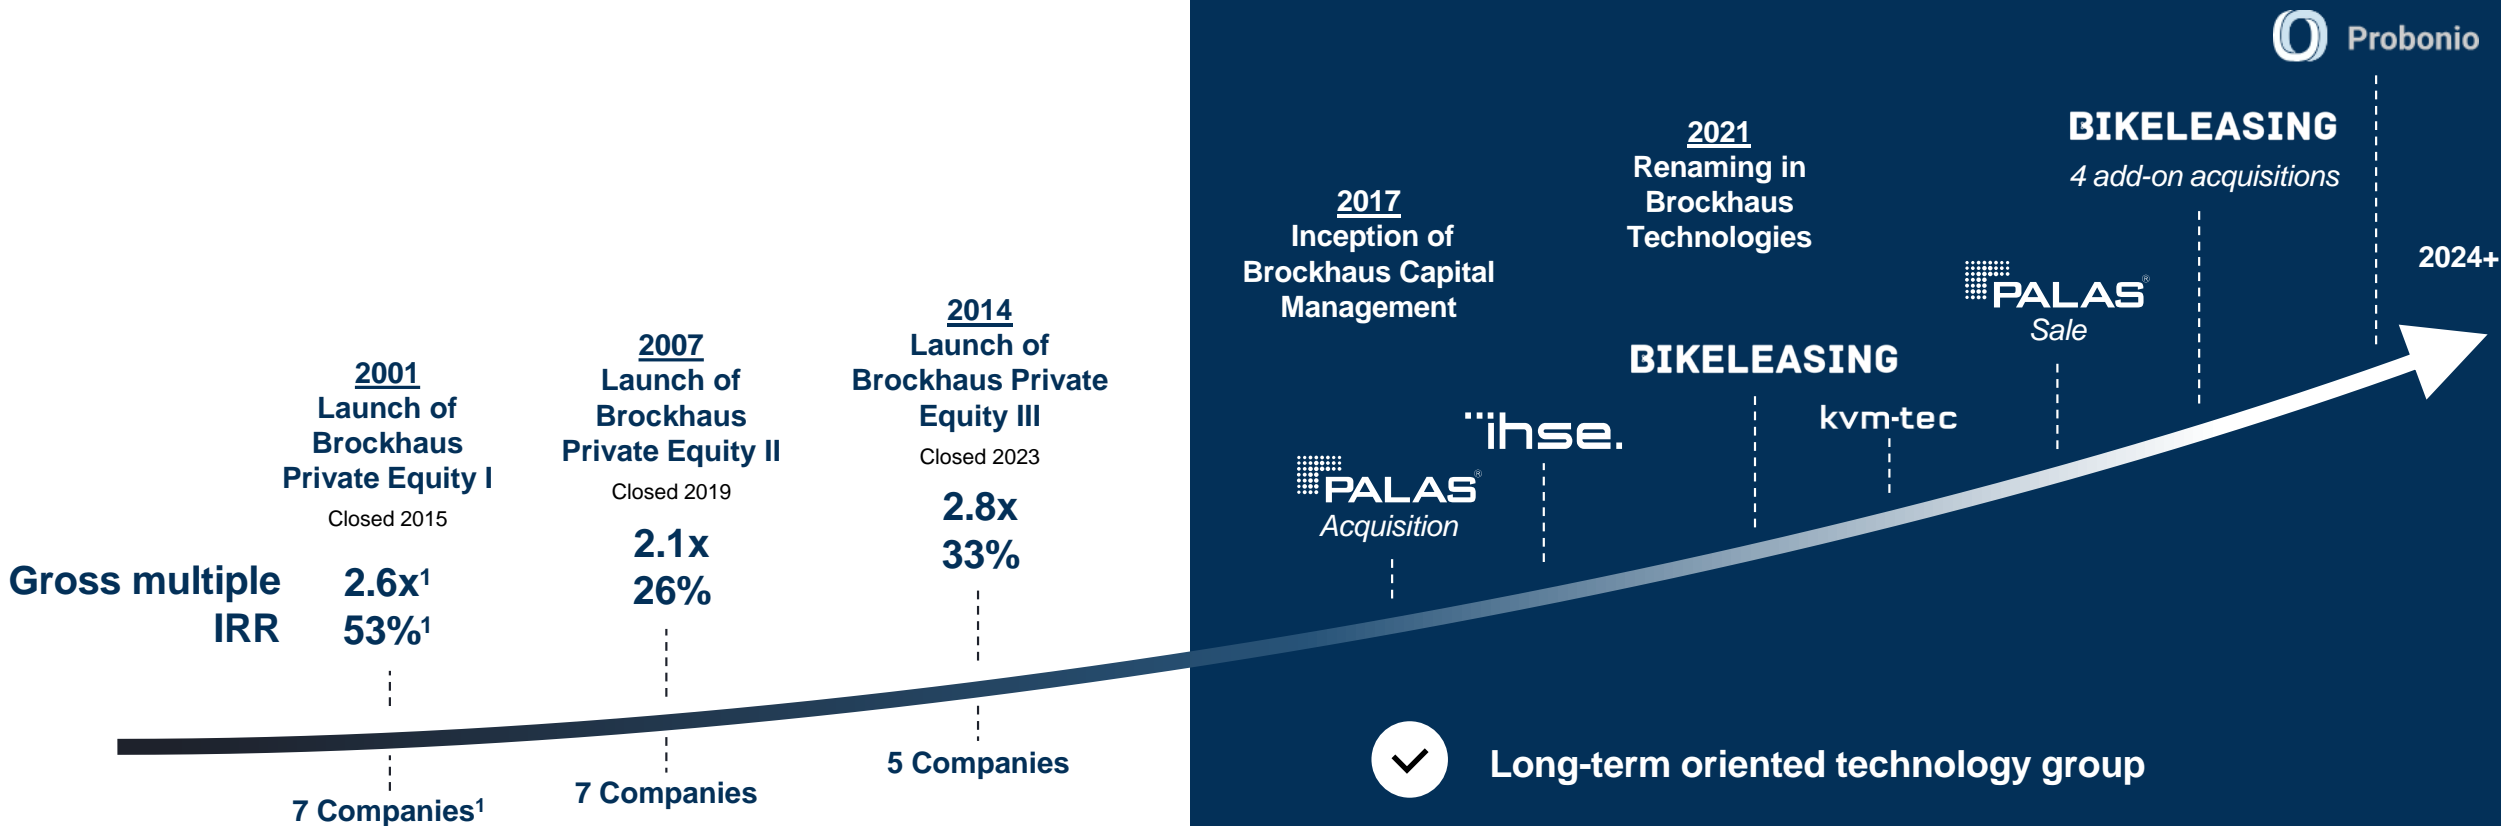 2001
Launch of
Brockhaus
Private Equity I
Closed 2015
2.6x¹
53%¹
7 Companies¹
Gross multiple
IRR
2007
Launch of
Brockhaus
Private Equity II
Closed 2019
2.1x
26%
7 Companies
2014
Launch of
Brockhaus Private
Equity III
Closed 2023
2.8x
33%
5 Companies
2017
Inception of
Brockhaus Capital
Management
PALAS®
Acquisition
ihse.
2021
Renaming in
Brockhaus
Technologies
BIKELEASING
kvm-tec
PALAS®
Sale
BIKELEASING
4 add-on acquisitions
Probonio
2024+
Long-term oriented technology group